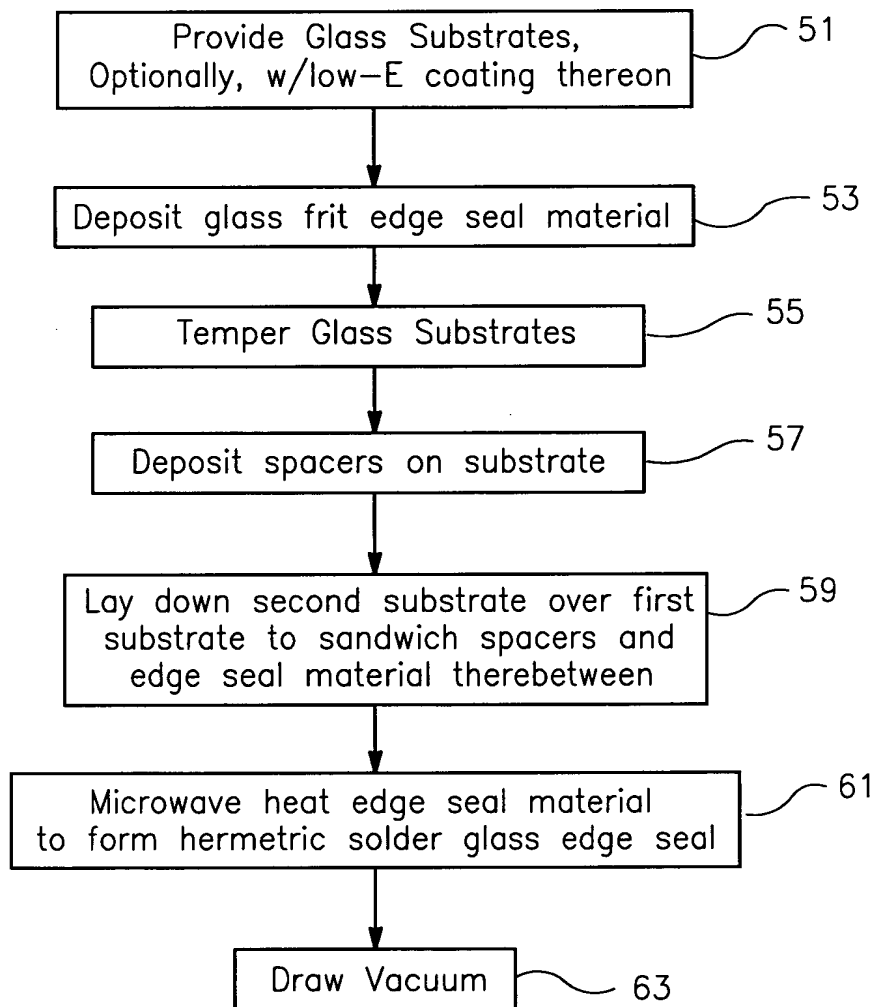 Provide Glass Substrates,
Optionally, w/low-E coating thereon
51
Deposit glass frit edge seal material
53
Temper Glass Substrates
55
Deposit spacers on substrate
57
Lay down second substrate over first
substrate to sandwich spacers and
edge seal material therebetween
59
Microwave heat edge seal material
to form hermetric solder glass edge seal
61
Draw Vacuum
63